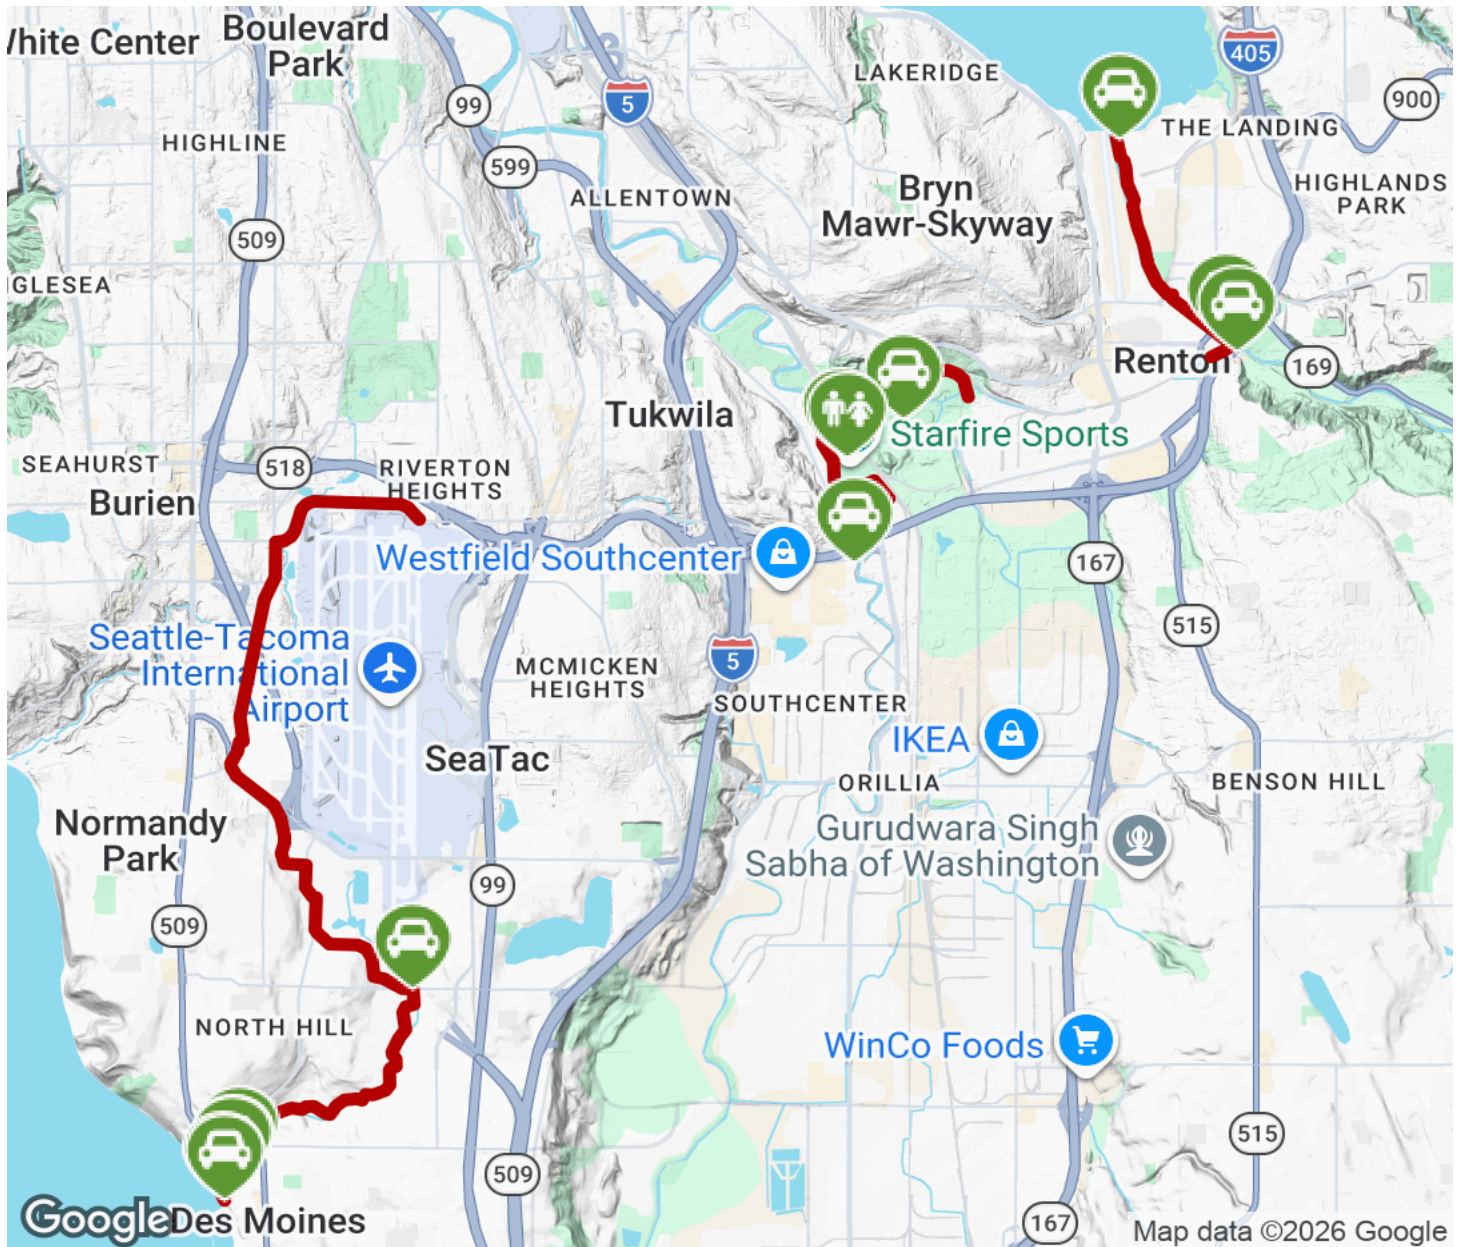 White Center
Boulevard
Park
HIGHLINE
99
5
599
509
ALLENTOWN
LAKERIDGE
405
900
THE LANDING
HIGHLANDS
PARK
Bryn
Mawr-Skyway
Renton
169
Tukwila
Starfire Sports
SEAHURST
Burien
518
RIVERTON
HEIGHTS
Westfield Southcenter
167
515
Seattle-Tacoma
International
Airport
MCMICKEN
HEIGHTS
5
SOUTHCENTER
IKEA
ORILLIA
BENSON HILL
SeaTac
Normandy
Park
Gurudwara Singh
Sabha of Washington
99
509
NORTH HILL
WinCo Foods
515
509
167
Google
Des Moines
Map data ©2026 Google